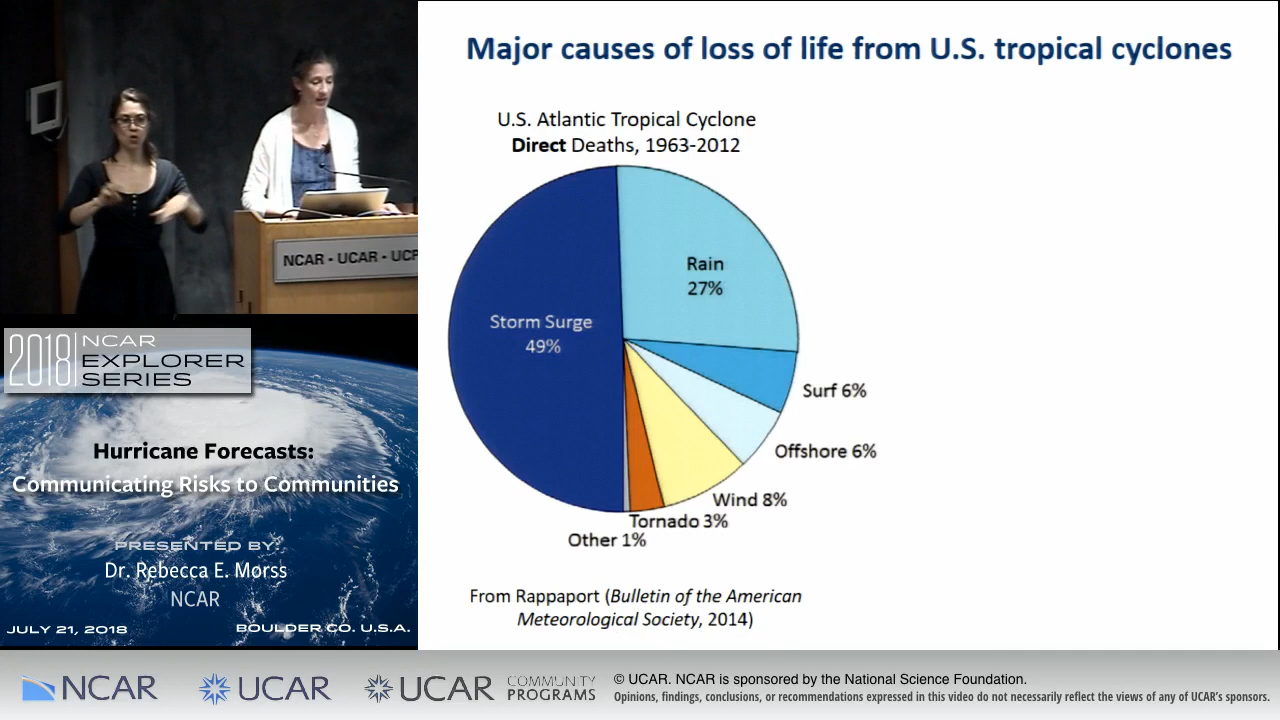 Major causes of loss of life from U.S. tropical cyclones
U.S. Atlantic Tropical Cyclone
Direct Deaths, 1963-2012
Rain
27%
Storm Surge
49%
Surf 6%
Offshore 6%
Wind 8%
Tornado 3%
Other 1%
From Rappaport (Bulletin of the American
Meteorological Society, 2014)
NCAR • UCAR • UCP
2018 NCAR
EXPLORER
SERIES
Hurricane Forecasts:
Communicating Risks to Communities
PRESENTED BY:
Dr. Rebecca E. Morss
NCAR
JULY 21, 2018 BOULDER CO. U.S.A.
NCAR UCAR UCAR COMMUNITY PROGRAMS
© UCAR. NCAR is sponsored by the National Science Foundation.
Opinions, findings, conclusions, or recommendations expressed in this video do not necessarily reflect the views of any of UCAR's sponsors.